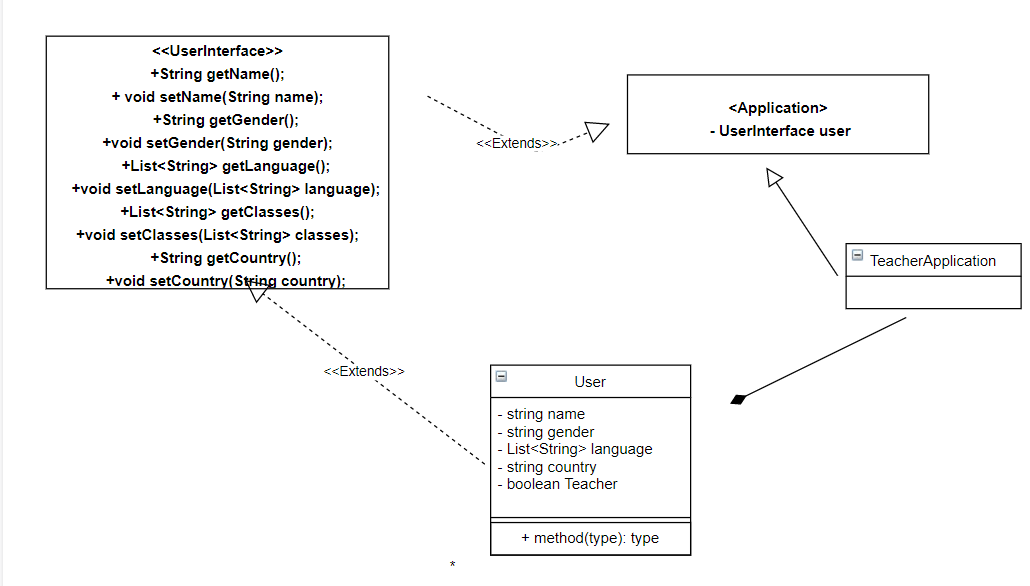 <<UserInterface>>
+String getName();
+ void setName(String name);
+String getGender();
+void setGender(String gender);
+List<String> getLanguage();
+void setLanguage(List<String> language);
+List<String> getClasses();
+void setClasses(List<String> classes);
+String getCountry();
+void setCountry(String country);
<<Extends>>
<Application>
- UserInterface user
TeacherApplication
<<Extends>>
User
- string name
- string gender
- List<String> language
- string country
- boolean Teacher
+ method(type): type
*